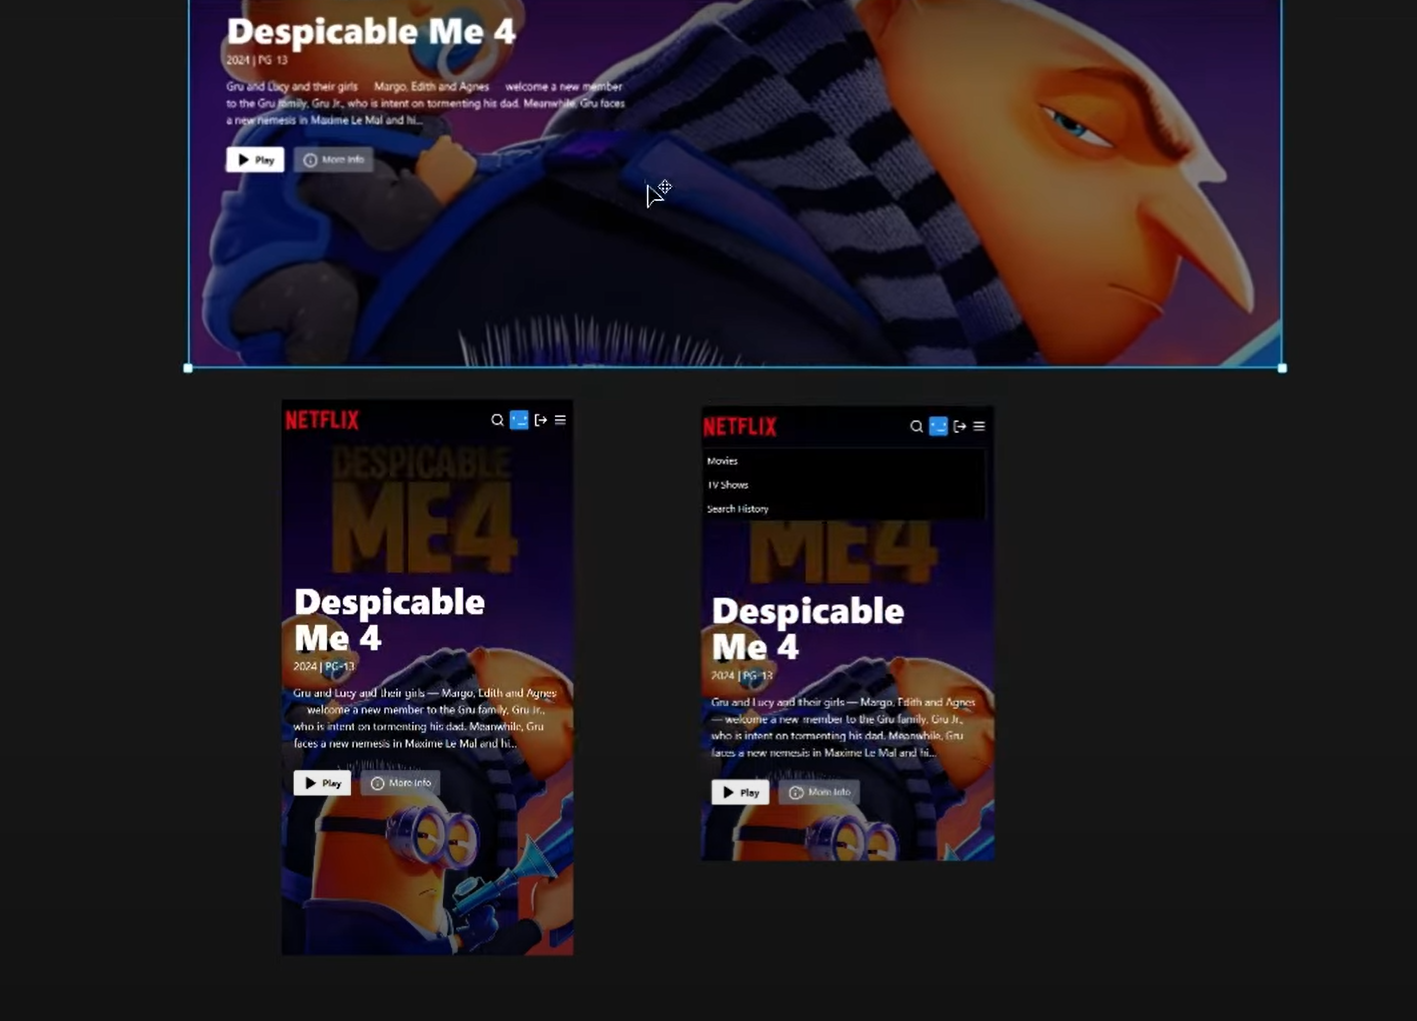 Despicable Me 4
2024 | PG-13
Gru and Lucy and their girls Margo, Edith and Agnes welcome a new member
to the Gru family, Gru Jr., who is intent on tormenting his dad. Meanwhile, Gru faces
a new nemesis in Maxime Le Mal and hi...
Play More Info
NETFLIX
DESPICABLE
ME4
Despicable
Me 4
2024 | PG-13
Gru and Lucy and their girls — Margo, Edith and Agnes
welcome a new member to the Gru family, Gru Jr.,
who is intent on tormenting his dad. Meanwhile, Gru
faces a new nemesis in Maxime Le Mal and hi...
Play More Info
NETFLIX
Movies
TV Shows
Search History
ME4
Despicable
Me 4
2024 | PG-13
Gru and Lucy and their girls — Margo, Edith and Agnes
— welcome a new member to the Gru family, Gru Jr.,
who is intent on tormenting his dad. Meanwhile, Gru
faces a new nemesis in Maxime Le Mal and hi...
Play More Info